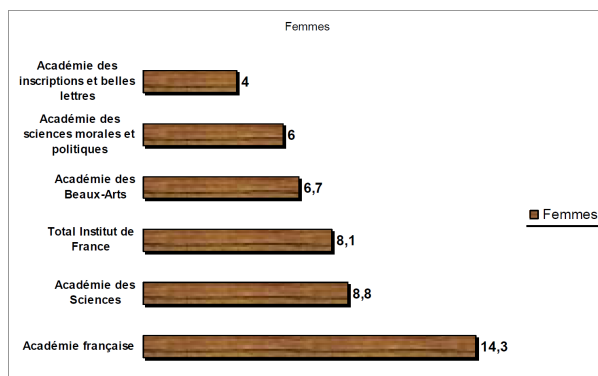 Femmes
Académie des
inscriptions et belles
lettres
4
Académie des
sciences morales et
politiques
6
Académie des
Beaux-Arts
6,7
Total Institut de
France
8,1
Académie des
Sciences
8,8
Académie française
14,3
Femmes